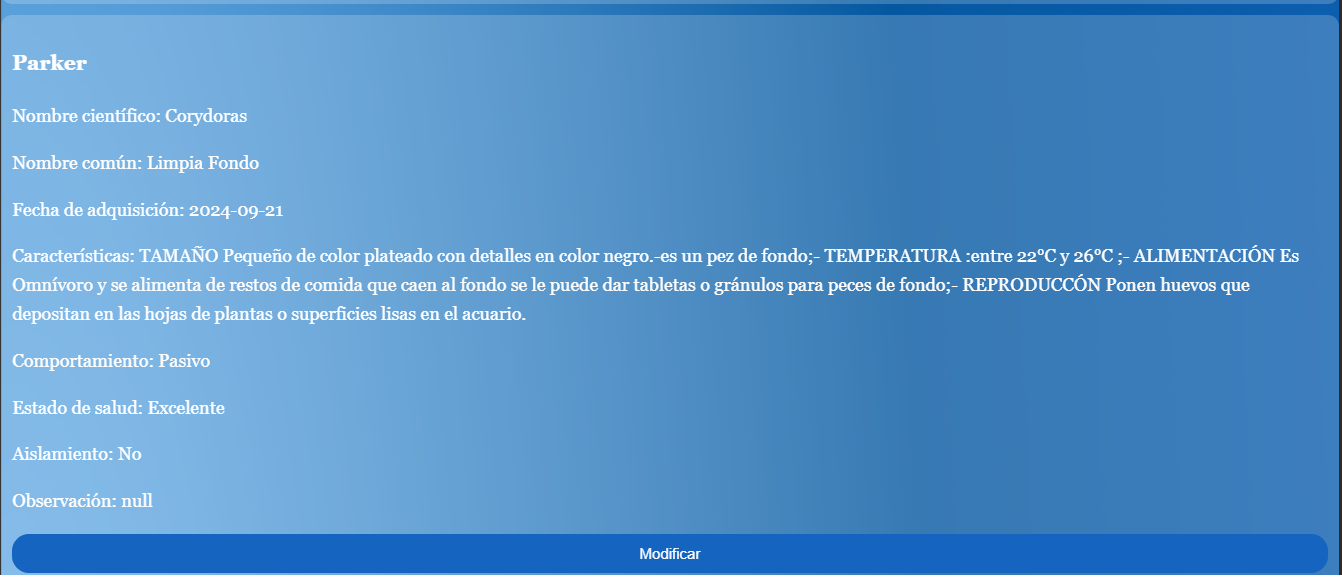 Parker
Nombre científico: Corydoras
Nombre común: Limpia Fondo
Fecha de adquisición: 2024-09-21
Características: TAMAÑO Pequeño de color plateado con detalles en color negro.-es un pez de fondo;- TEMPERATURA :entre 22°C y 26°C ;- ALIMENTACIÓN Es
Omnívoro y se alimenta de restos de comida que caen al fondo se le puede dar tabletas o gránulos para peces de fondo;- REPRODUCCÓN Ponen huevos que
depositan en las hojas de plantas o superficies lisas en el acuario.
Comportamiento: Pasivo
Estado de salud: Excelente
Aislamiento: No
Observación: null
Modificar